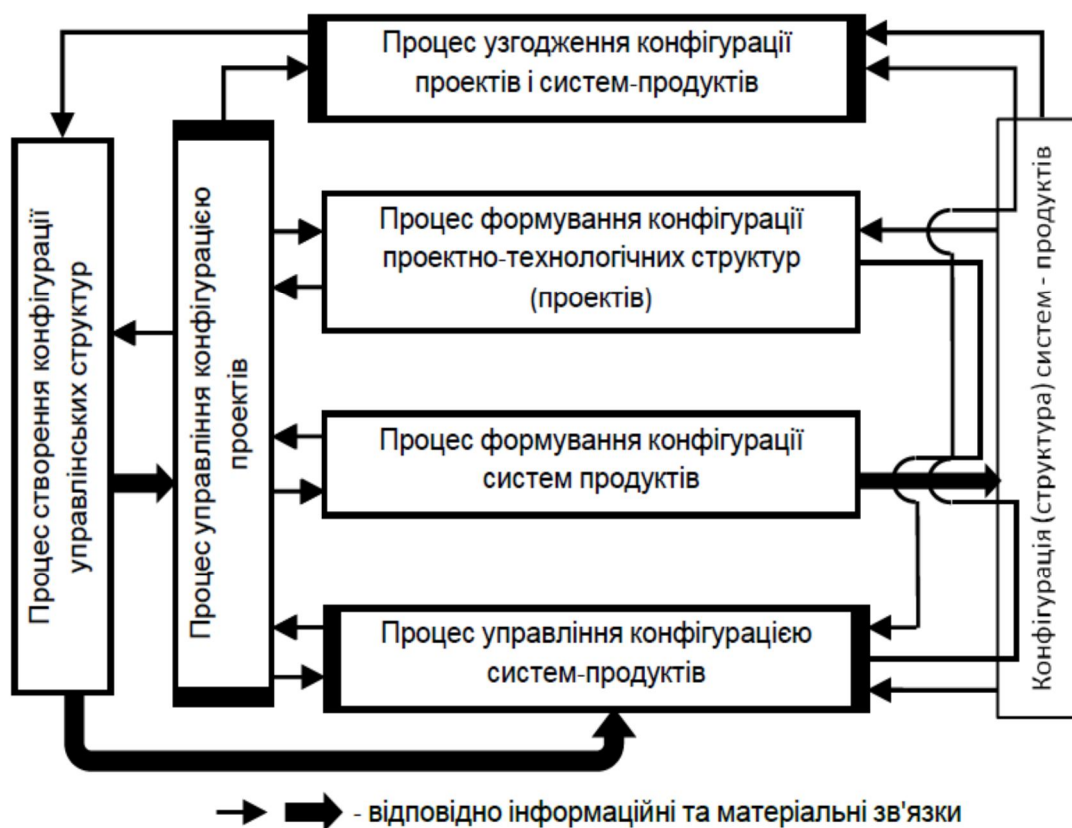 Процес узгодження конфігурації
проектів і систем-продуктів
Процес створення конфігурації
управлінських структур
Процес управління конфігурацією
проектів
Процес формування конфігурації
проектно-технологічних структур
(проектів)
Процес формування конфігурації
систем продуктів
Процес управління конфігурацією
систем-продуктів
Конфігурація (структура) систем - продуктів
- відповідно інформаційні та матеріальні зв'язки